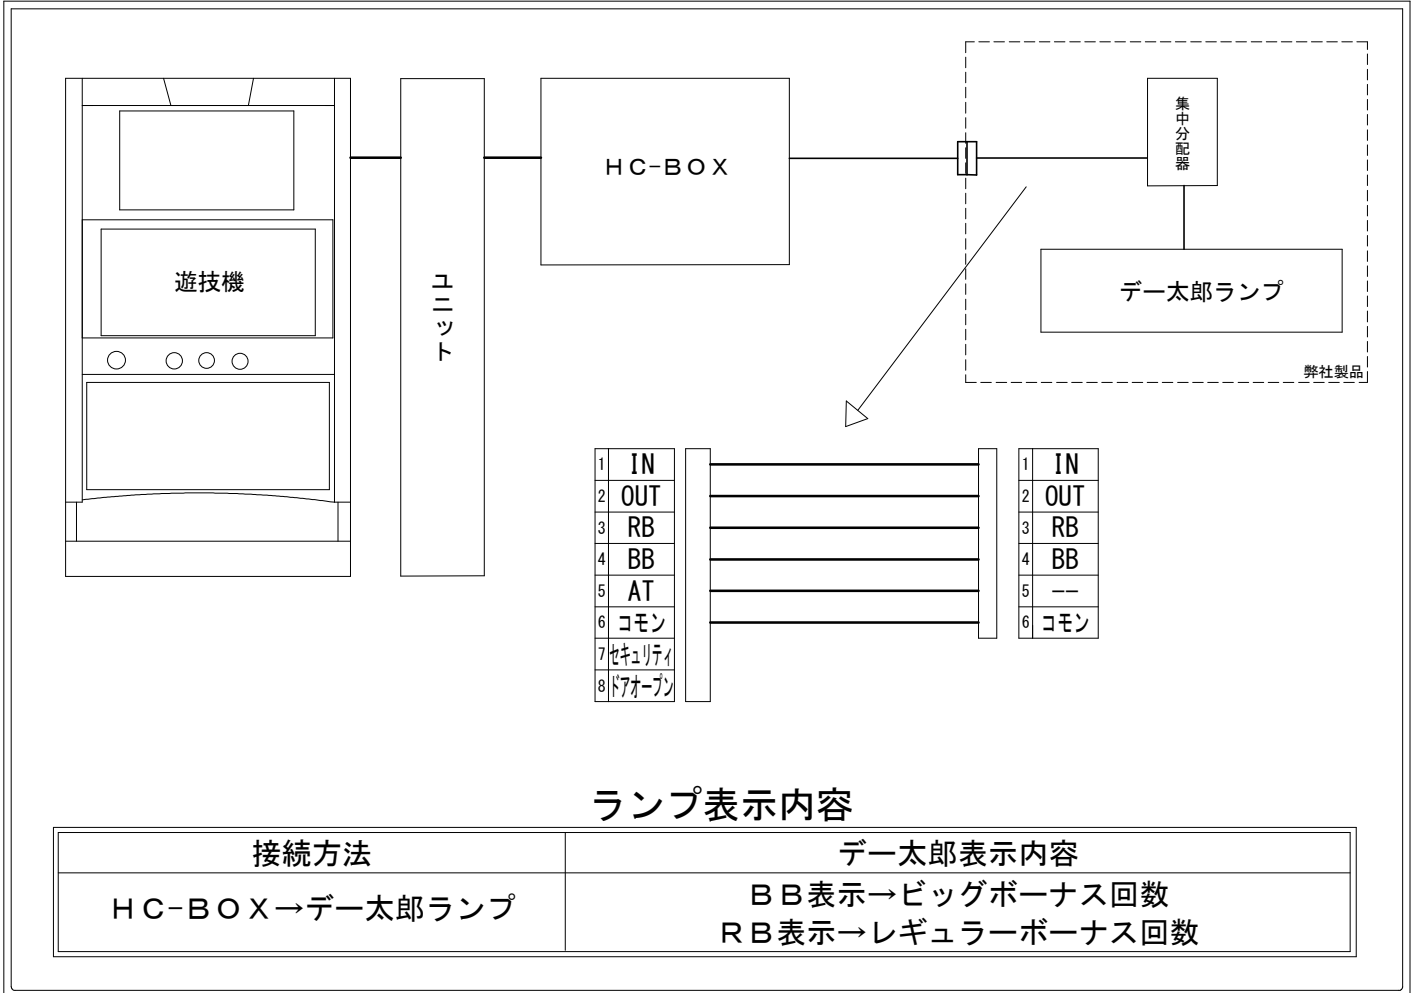 集中分配器
HC-BOX
遊技機
ユニット
デー太郎ランプ
弊社製品
1 IN
2 OUT
3 RB
4 BB
5 AT
6 コモン
7 セキュリティ
8 ドアオープン
1 IN
2 OUT
3 RB
4 BB
5 --
6 コモン
ランプ表示内容
接続方法 デー太郎表示内容
HC-BOX→デー太郎ランプ
BB表示→ビッグボーナス回数
RB表示→レギュラーボーナス回数